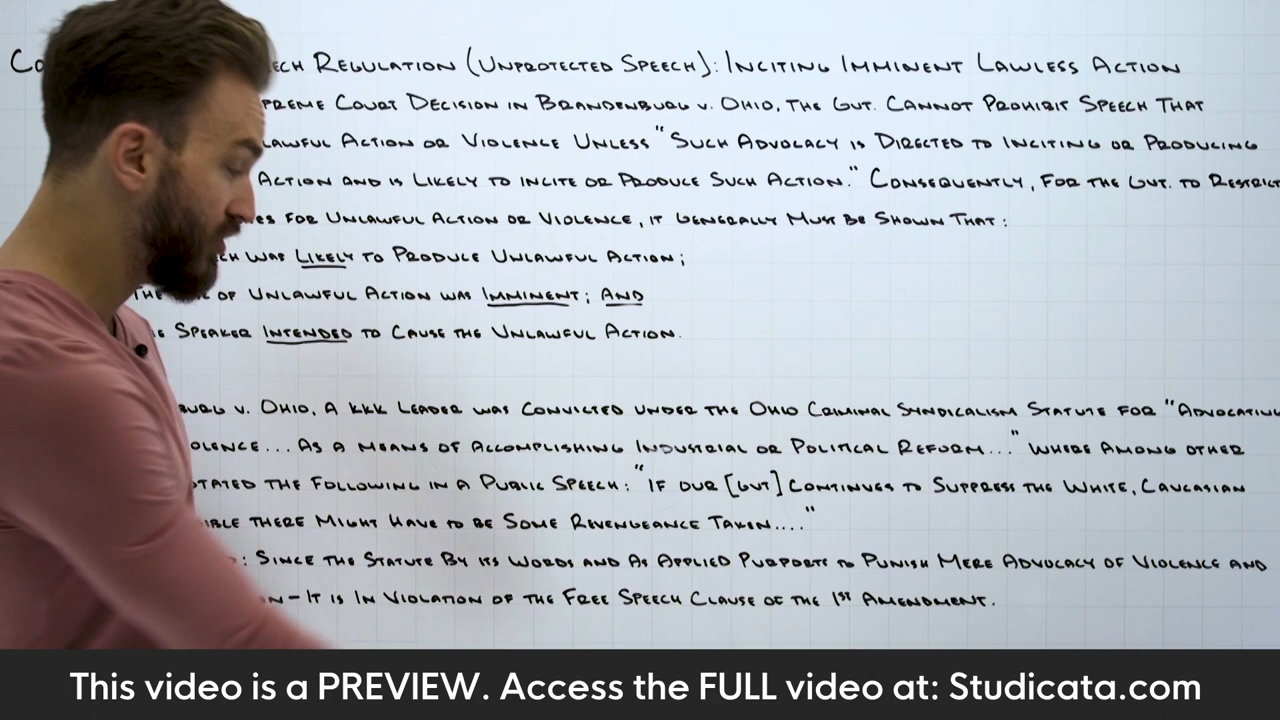 ECH REGULATION (UNPROTECTED SPEECH): INCITING IMMINENT LAWLESS ACTION
PREME COURT DECISION IN BRANDENBURG V. OHIO, THE GVT. CANNOT PROHIBIT SPEECH THAT
LAWFUL ACTION OR VIOLENCE UNLESS "SUCH ADVOCACY IS DIRECTED TO INCITING OR PRODUCING
ACTION AND IS LIKELY TO INCITE OR PRODUCE SUCH ACTION." CONSEQUENTLY, FOR THE GVT. TO RESTRICT
ES FOR UNLAWFUL ACTION OR VIOLENCE, IT GENERALLY MUST BE SHOWN THAT:
CH WAS LIKELY TO PRODUCE UNLAWFUL ACTION;
THE OF UNLAWFUL ACTION WAS IMMINENT; AND
SPEAKER INTENDED TO CAUSE THE UNLAWFUL ACTION.
BURG V. OHIO, A KKK LEADER WAS CONVICTED UNDER THE OHIO CRIMINAL SYNDICALISM STATUTE FOR "ADVOCATING
OLENCE... AS A MEANS OF ACCOMPLISHING INDUSTRIAL OR POLITICAL REFORM..." WHERE AMONG OTHER
TATED THE FOLLOWING IN A PUBLIC SPEECH: "IF OUR [GVT] CONTINUES TO SUPPRESS THE WHITE, CAUCASIAN
IBLE THERE MIGHT HAVE TO BE SOME REVENGEANCE TAKEN...."
: SINCE THE STATUTE BY ITS WORDS AND AS APPLIED PURPORTS TO PUNISH MERE ADVOCACY OF VIOLENCE AND
ON - IT IS IN VIOLATION OF THE FREE SPEECH CLAUSE OF THE 1ST AMENDMENT.
This video is a PREVIEW. Access the FULL video at: Studicata.com